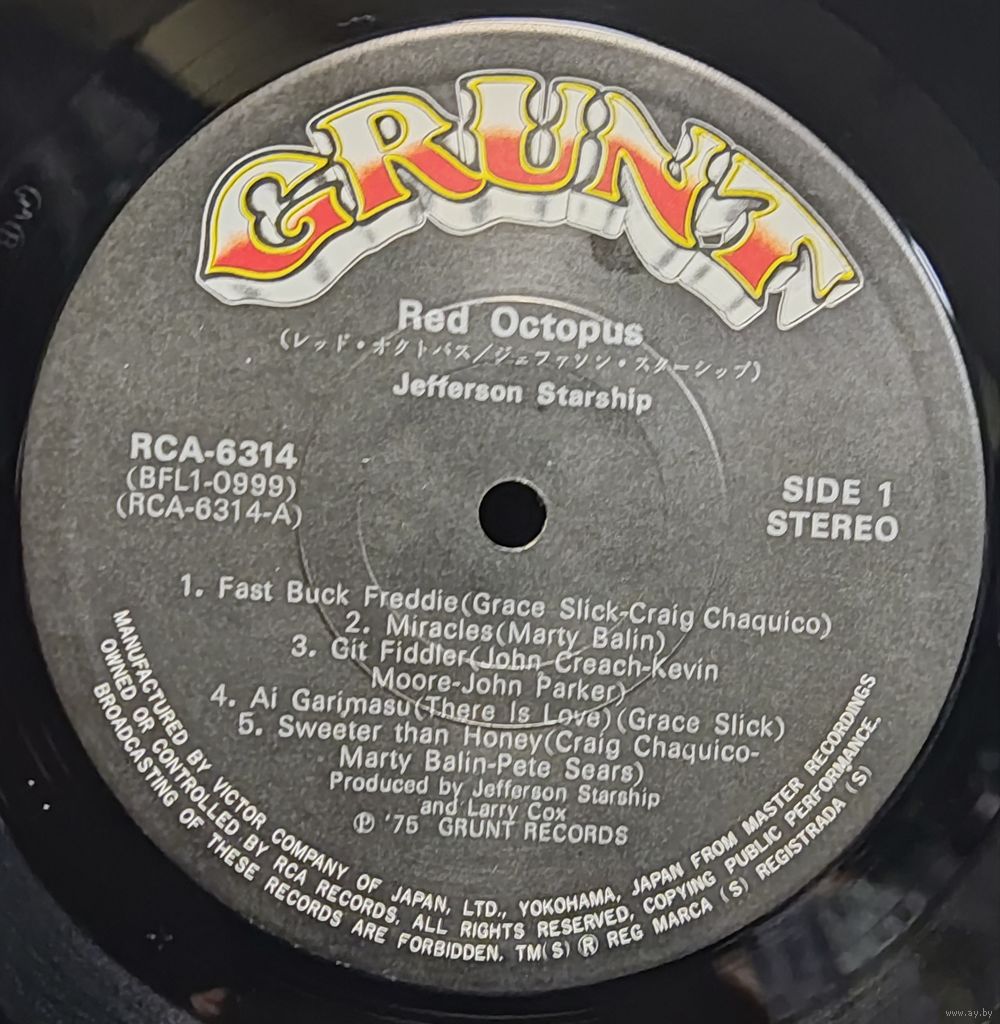 GRUNT
Red Octopus
(レッド・オクトパス/ジェファソン・スターシップ)
Jefferson Starship
RCA-6314
(BFL1-0999)
(RCA-6314-A)
SIDE 1
STEREO
1. Fast Buck Freddie(Grace Slick-Craig Chaquico)
2. Miracles(Marty Balin)
3. Git Fiddler(John Creach-Kevin
Moore-John Parker)
4. Ai Garimasu(There Is Love)(Grace Slick)
5. Sweeter than Honey(Craig Chaquico-
Marty Balin-Pete Sears)
Produced by Jefferson Starship
and Larry Cox
℗ '75 GRUNT RECORDS
MANUFACTURED BY VICTOR COMPANY OF JAPAN, LTD., YOKOHAMA, JAPAN FROM MASTER RECORDINGS
OWNED OR CONTROLLED BY RCA RECORDS, ALL RIGHTS RESERVED, COPYING PUBLIC PERFORMANCE,
BROADCASTING OF THESE RECORDS ARE FORBIDDEN. TM(S) ® REG MARCA (S) REGISTRADA (S)
www.ay.by